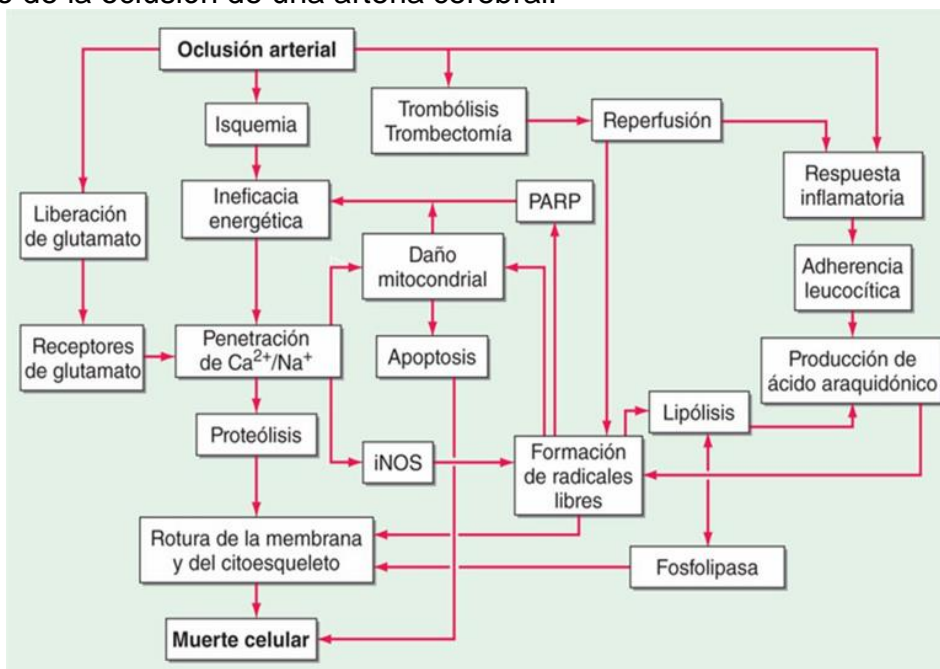 de la oclusión de una arteria cerebral.
Oclusión arterial
Isquemia
Trombólisis
Trombectomía
Reperfusión
Respuesta
inflamatoria
Liberación
de glutamato
Ineficacia
energética
PARP
Daño
mitocondrial
Adherencia
leucocítica
Receptores
de glutamato
Penetración
de Ca²⁺/Na⁺
Apoptosis
Producción de
ácido araquidónico
Proteólisis
iNOS
Lipólisis
Formación
de radicales
libres
Rotura de la membrana
y del citoesqueleto
Fosfolipasa
Muerte celular